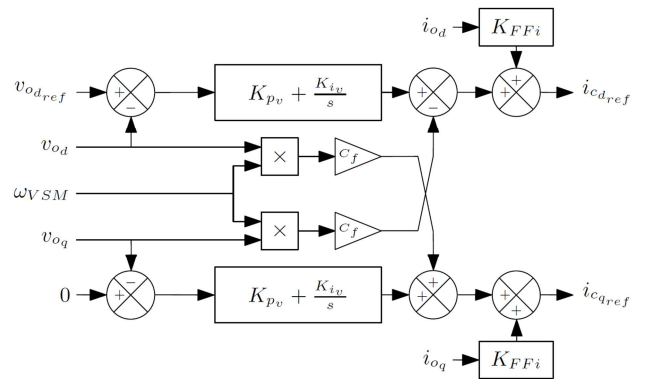 i_{o_d} K_{FFi}
v_{o_{d_{ref}}} + − K_{p_v} + \frac{K_{i_v}}{s} + − + + i_{c_{d_{ref}}}
v_{o_d} × C_f
ω_{VSM}
v_{o_q} × C_f
0 + − K_{p_v} + \frac{K_{i_v}}{s} + + + + i_{c_{q_{ref}}}
i_{o_q} K_{FFi}